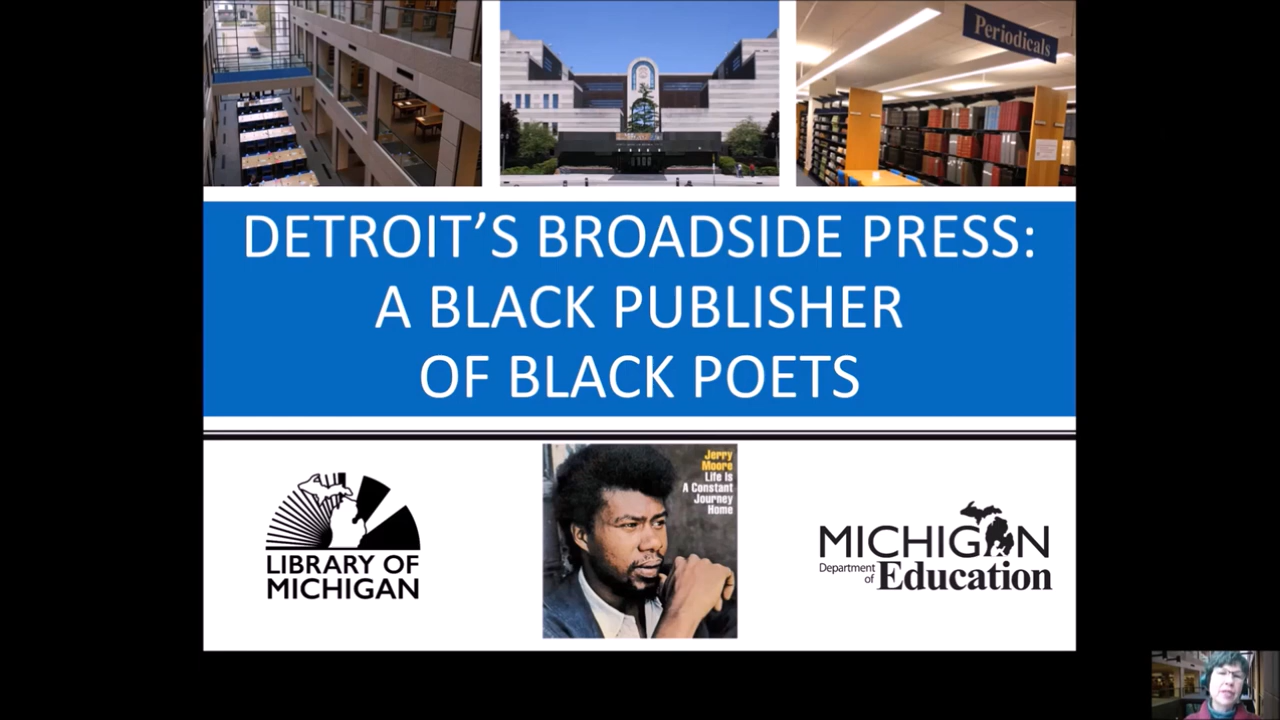 Periodicals
DETROIT'S BROADSIDE PRESS:
A BLACK PUBLISHER
OF BLACK POETS
LIBRARY OF
MICHIGAN
Jerry
Moore
Life Is
A Constant
Journey
Home
MICHIGAN
Department
of
Education